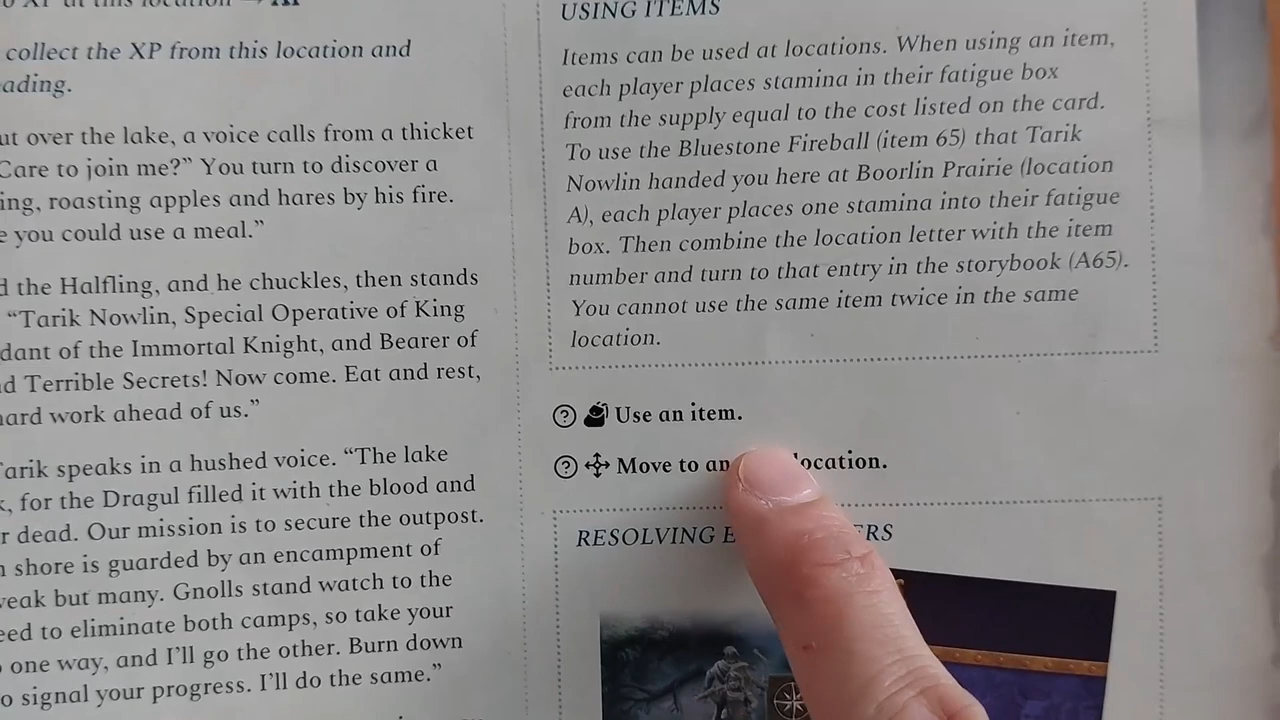 collect the XP from this location and
ading.
ut over the lake, a voice calls from a thicket
Care to join me?” You turn to discover a
ing, roasting apples and hares by his fire.
e you could use a meal.”
d the Halfling, and he chuckles, then stands
“Tarik Nowlin, Special Operative of King
dant of the Immortal Knight, and Bearer of
d Terrible Secrets! Now come. Eat and rest,
hard work ahead of us.”
Tarik speaks in a hushed voice. “The lake
k, for the Dragul filled it with the blood and
r dead. Our mission is to secure the outpost.
n shore is guarded by an encampment of
weak but many. Gnolls stand watch to the
eed to eliminate both camps, so take your
one way, and I’ll go the other. Burn down
o signal your progress. I’ll do the same.”
USING ITEMS
Items can be used at locations. When using an item,
each player places stamina in their fatigue box
from the supply equal to the cost listed on the card.
To use the Bluestone Fireball (item 65) that Tarik
Nowlin handed you here at Boorlin Prairie (location
A), each player places one stamina into their fatigue
box. Then combine the location letter with the item
number and turn to that entry in the storybook (A65).
You cannot use the same item twice in the same
location.
Use an item.
Move to an location.
RESOLVING E ERS